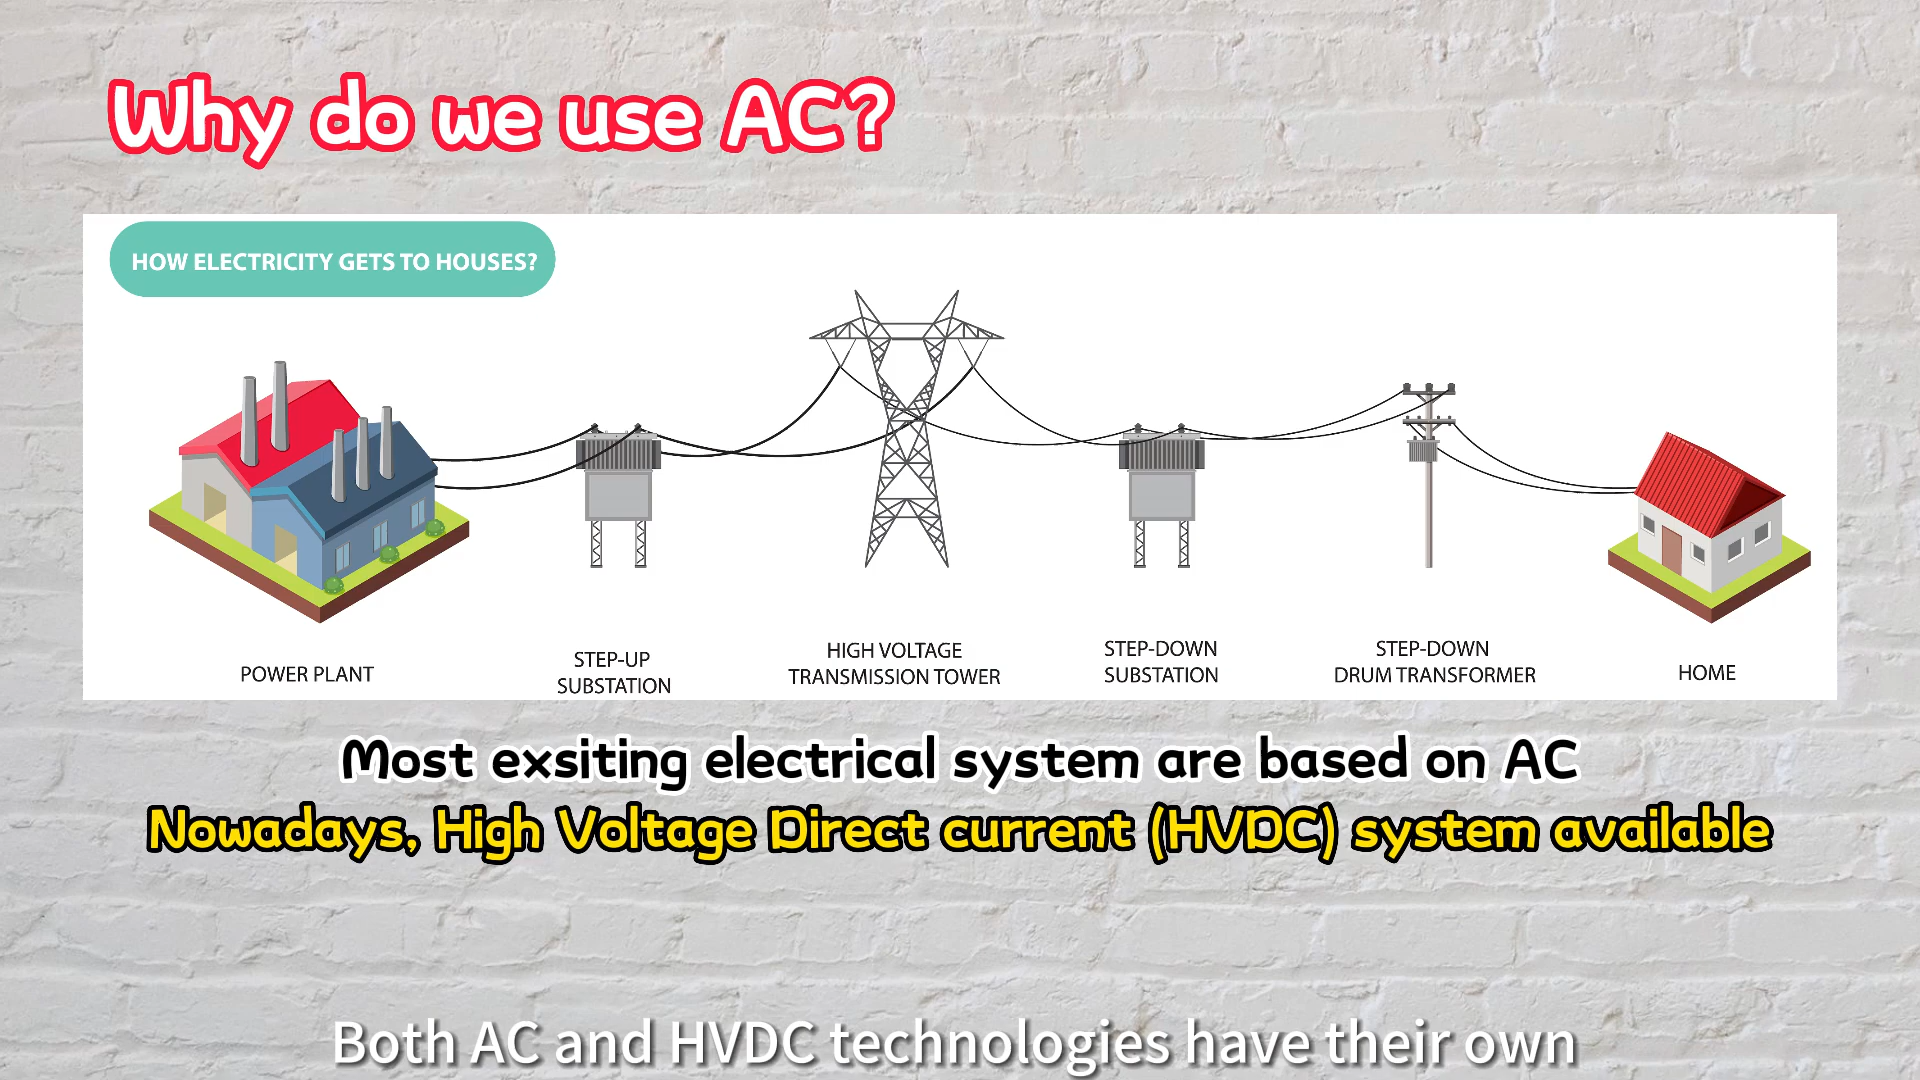 Why do we use AC?
HOW ELECTRICITY GETS TO HOUSES?
POWER PLANT
STEP-UP
SUBSTATION
HIGH VOLTAGE
TRANSMISSION TOWER
STEP-DOWN
SUBSTATION
STEP-DOWN
DRUM TRANSFORMER
HOME
Most exsiting electrical system are based on AC
Nowadays, High Voltage Direct current (HVDC) system available
Both AC and HVDC technologies have their own